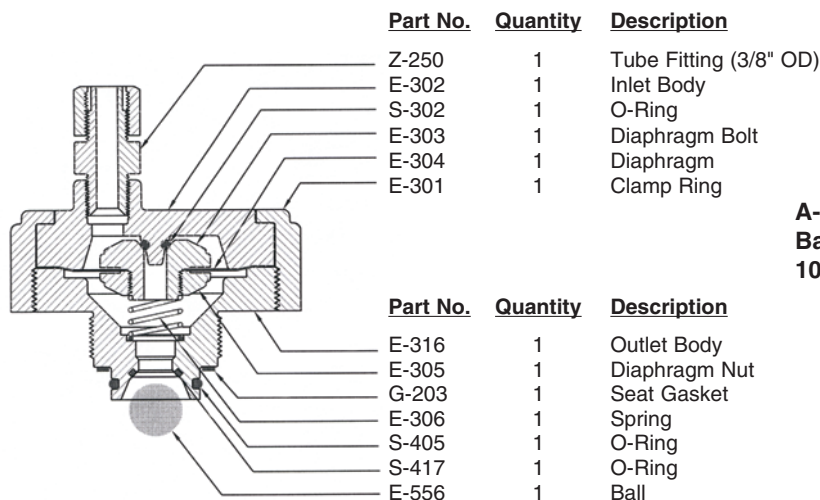 Part No. Quantity Description
Z-250 1 Tube Fitting (3/8" OD)
E-302 1 Inlet Body
S-302 1 O-Ring
E-303 1 Diaphragm Bolt
E-304 1 Diaphragm
E-301 1 Clamp Ring
A-
Ba
10
Part No. Quantity Description
E-316 1 Outlet Body
E-305 1 Diaphragm Nut
G-203 1 Seat Gasket
E-306 1 Spring
S-405 1 O-Ring
S-417 1 O-Ring
E-556 1 Ball